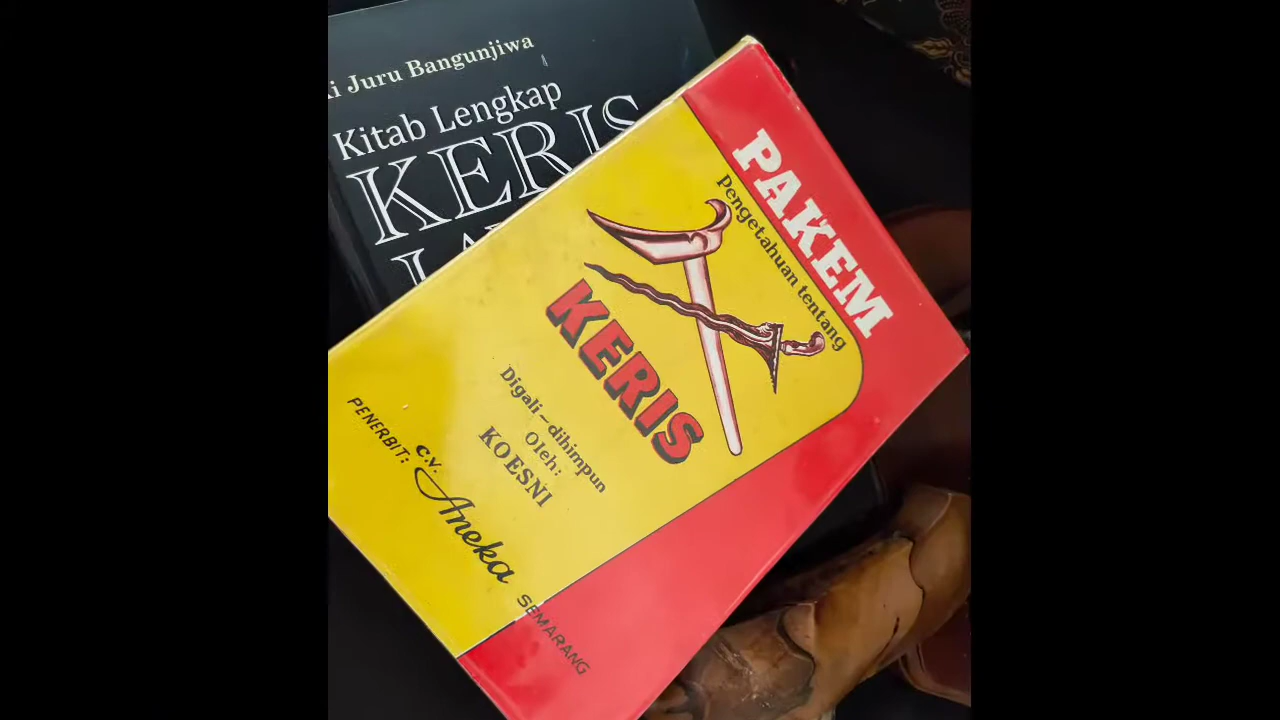 Juru Bangunjiwa
Kitab Lengkap
KERIS
PAKEM
Pengetahuan tentang
KERIS
Digali – dihimpun
Oleh:
KOESNI
PENERBIT:
C.V. Aneka
SEMARANG